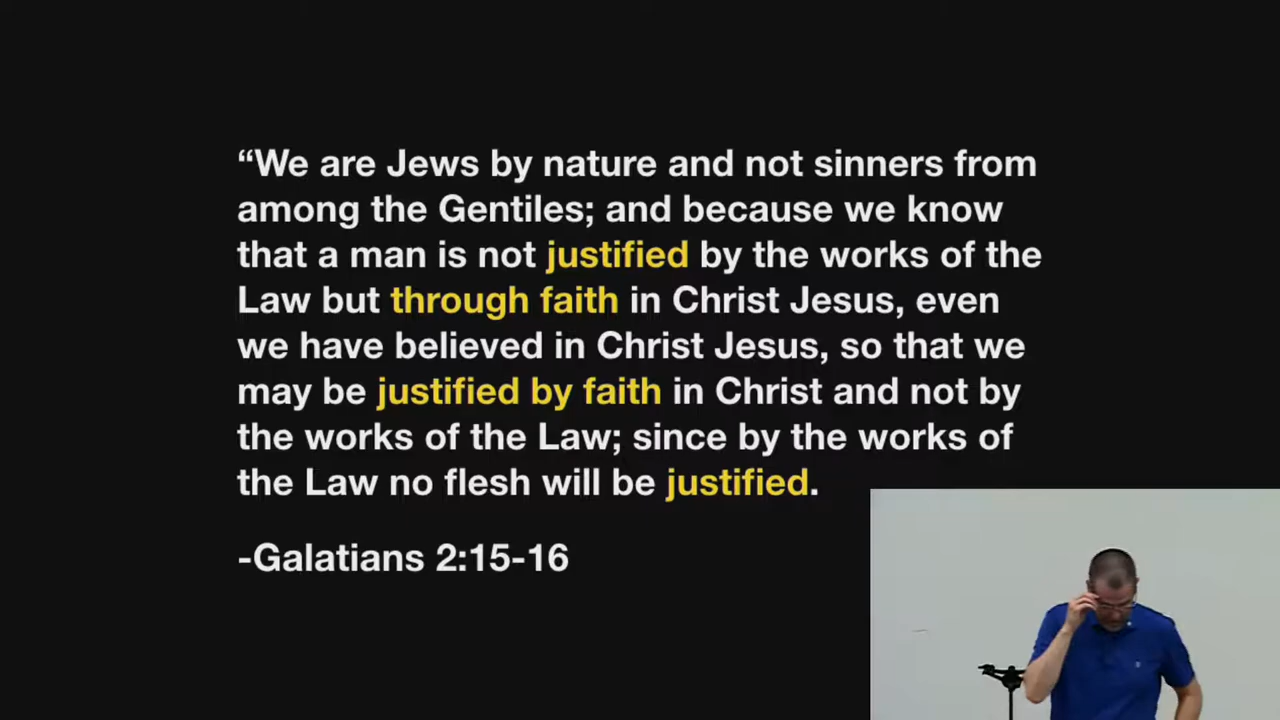 “We are Jews by nature and not sinners from
among the Gentiles; and because we know
that a man is not justified by the works of the
Law but through faith in Christ Jesus, even
we have believed in Christ Jesus, so that we
may be justified by faith in Christ and not by
the works of the Law; since by the works of
the Law no flesh will be justified.
-Galatians 2:15-16